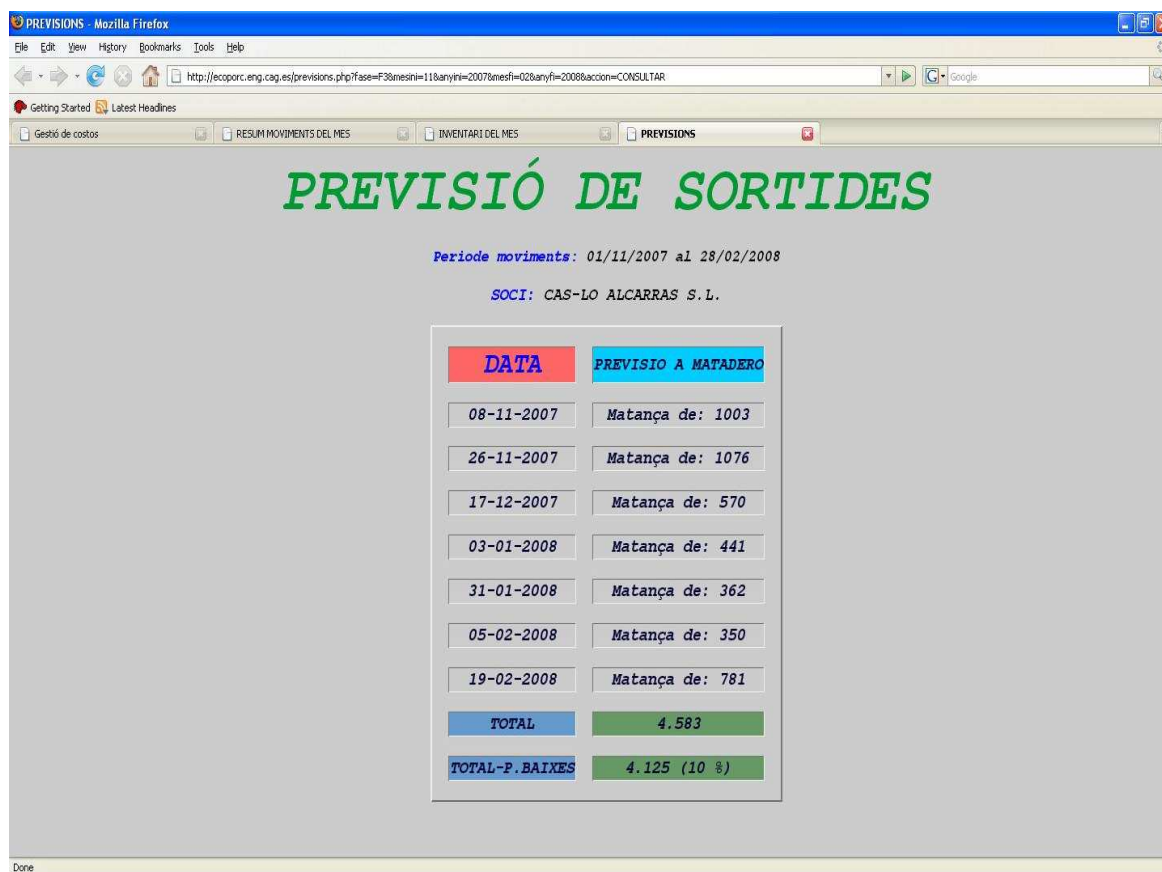 PREVISIONS - Mozilla Firefox
File Edit View History Bookmarks Tools Help
http://ecoporc.eng.cag.es/previsions.php?fase=F3&mesini=11&anyini=2007&mesfi=02&anyfi=2008&accion=CONSULTAR
G Google
Getting Started Latest Headlines
Gestió de costos RESUM MOVIMENTS DEL MES INVENTARI DEL MES PREVISIONS
PREVISIÓ DE SORTIDES
Periode moviments: 01/11/2007 al 28/02/2008
SOCI: CAS-LO ALCARRAS S.L.
DATA PREVISIO A MATADERO
08-11-2007 Matança de: 1003
26-11-2007 Matança de: 1076
17-12-2007 Matança de: 570
03-01-2008 Matança de: 441
31-01-2008 Matança de: 362
05-02-2008 Matança de: 350
19-02-2008 Matança de: 781
TOTAL 4.583
TOTAL-P.BAIXES 4.125 (10 %)
Done